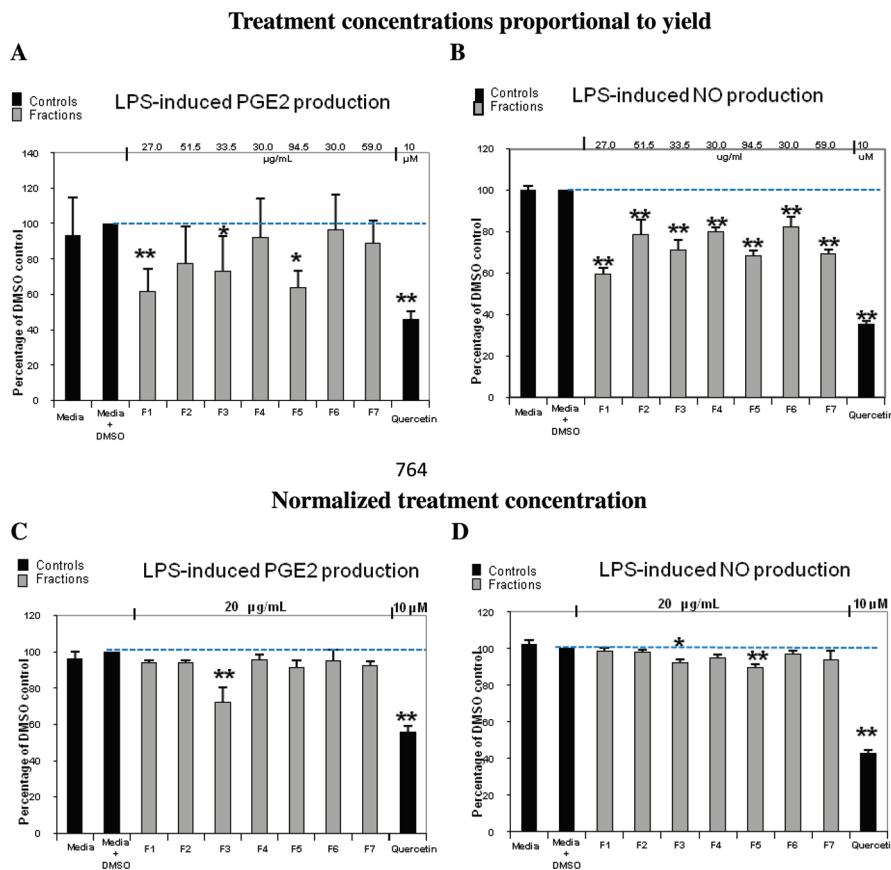 Treatment concentrations proportional to yield
A
Controls
Fractions
LPS-induced PGE2 production
27.0 51.5 33.5 30.0 94.5 30.0 59.0 10
µg/mL µM
Percentage of DMSO control
140
120
100
80
60
40
20
0
** * * **
Media Media + DMSO F1 F2 F3 F4 F5 F6 F7 Quercetin
B
Controls
Fractions
LPS-induced NO production
27.0 51.5 33.5 30.0 94.5 30.0 59.0 10
ug/ml uM
Percentage of DMSO control
120
100
80
60
40
20
0
** ** ** ** ** ** ** **
Media Media + DMSO F1 F2 F3 F4 F5 F6 F7 Quercetin
764
Normalized treatment concentration
C
Controls
Fractions
LPS-induced PGE2 production
20 µg/mL 10 µM
Percentage of DMSO control
120
100
80
60
40
20
0
** **
Media Media + DMSO F1 F2 F3 F4 F5 F6 F7 Quercetin
D
Controls
Fractions
LPS-induced NO production
20 µg/mL 10 µM
Percentage of DMSO control
120
100
80
60
40
20
0
* ** **
Media Media + DMSO F1 F2 F3 F4 F5 F6 F7 Quercetin